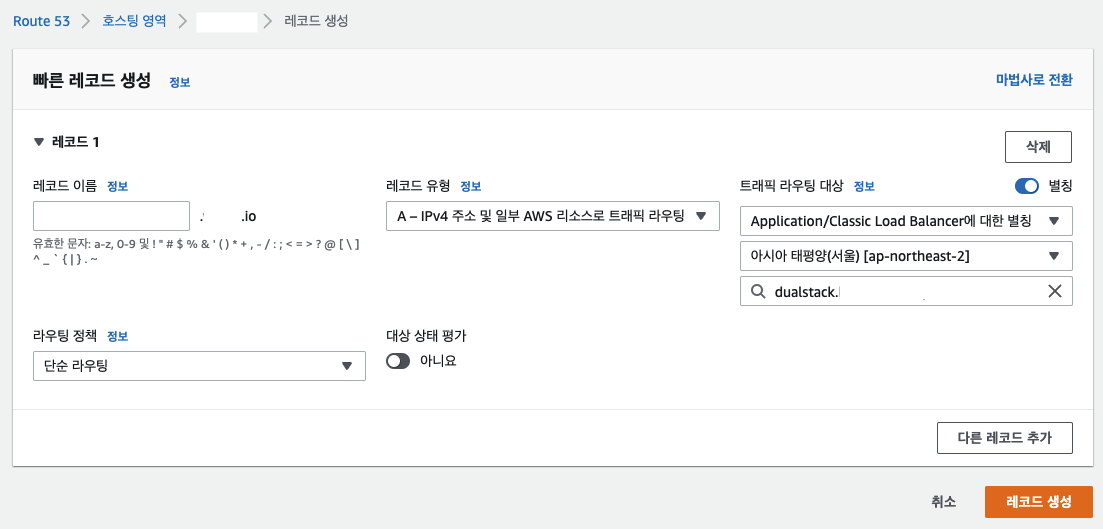 Route 53 > 호스팅 영역 > > 레코드 생성
빠른 레코드 생성 정보
마법사로 전환
▼ 레코드 1
삭제
레코드 이름 정보
.io
유효한 문자: a-z, 0-9 및 ! " # $ % & ' ( ) * + , - / : ; < = > ? @ [ \ ]
^ _ ` { | } . ~
레코드 유형 정보
A – IPv4 주소 및 일부 AWS 리소스로 트래픽 라우팅
트래픽 라우팅 대상 정보
별칭
Application/Classic Load Balancer에 대한 별칭
아시아 태평양(서울) [ap-northeast-2]
dualstack.
라우팅 정책 정보
단순 라우팅
대상 상태 평가
아니요
다른 레코드 추가
취소
레코드 생성